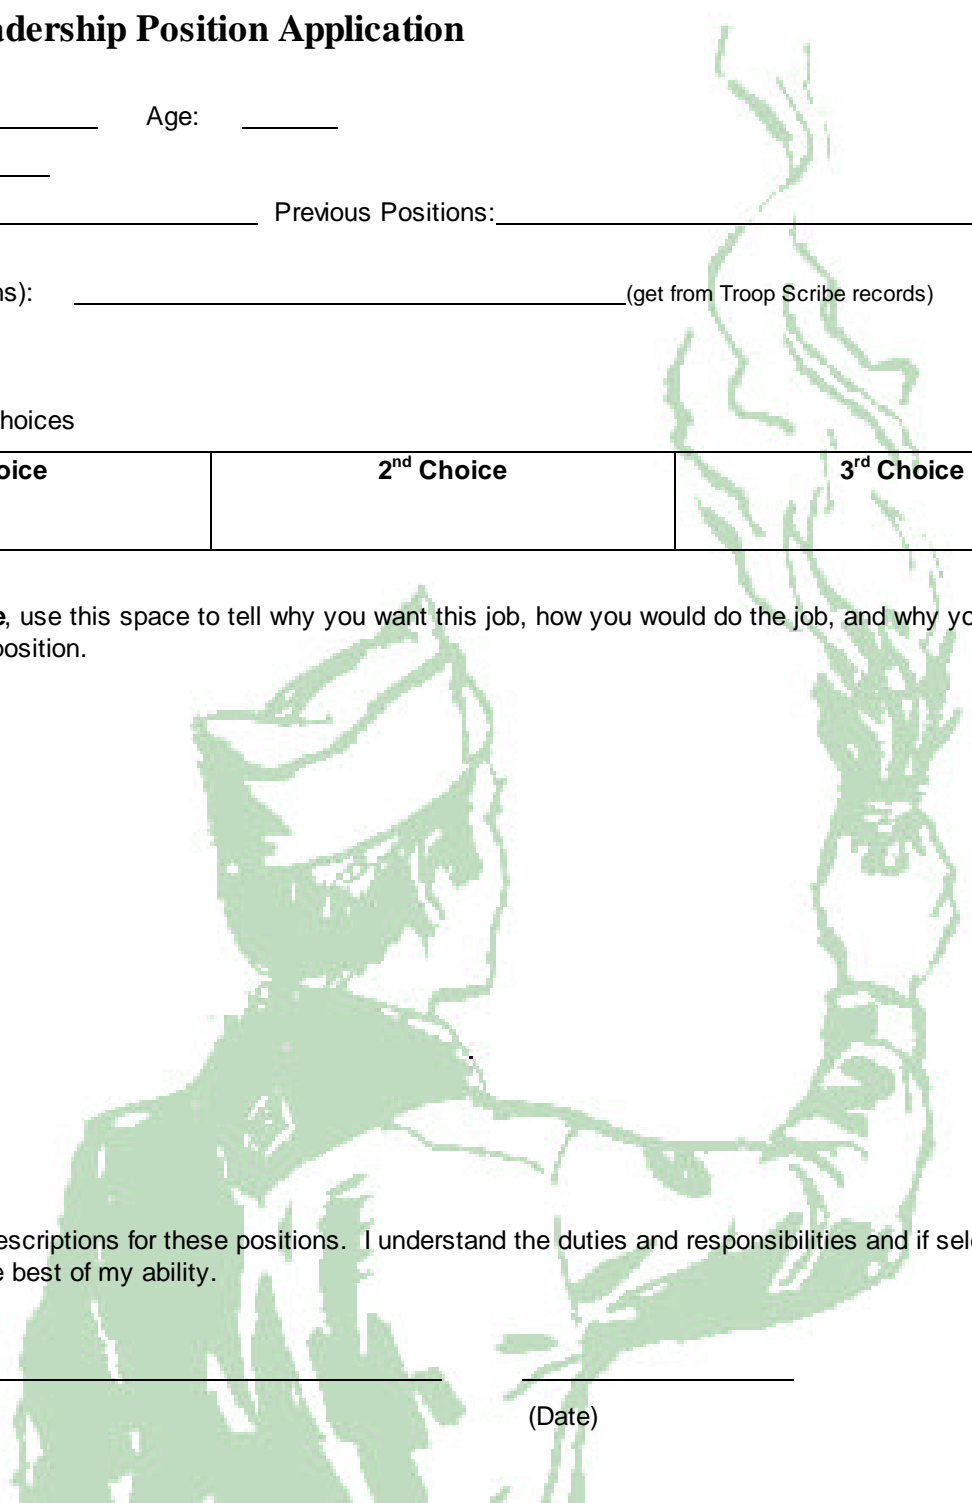 adership Position Application
Age:
Previous Positions:
ns): (get from Troop Scribe records)
hoices
oice 2nd Choice 3rd Choice
e, use this space to tell why you want this job, how you would do the job, and why yo
position.
escriptions for these positions. I understand the duties and responsibilities and if sele
e best of my ability.
(Date)